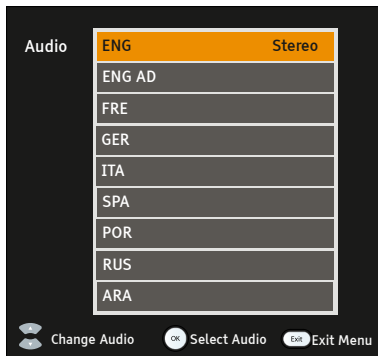 Audio ENG Stereo
ENG AD
FRE
GER
ITA
SPA
POR
RUS
ARA
Change Audio OK Select Audio Exit Exit Menu